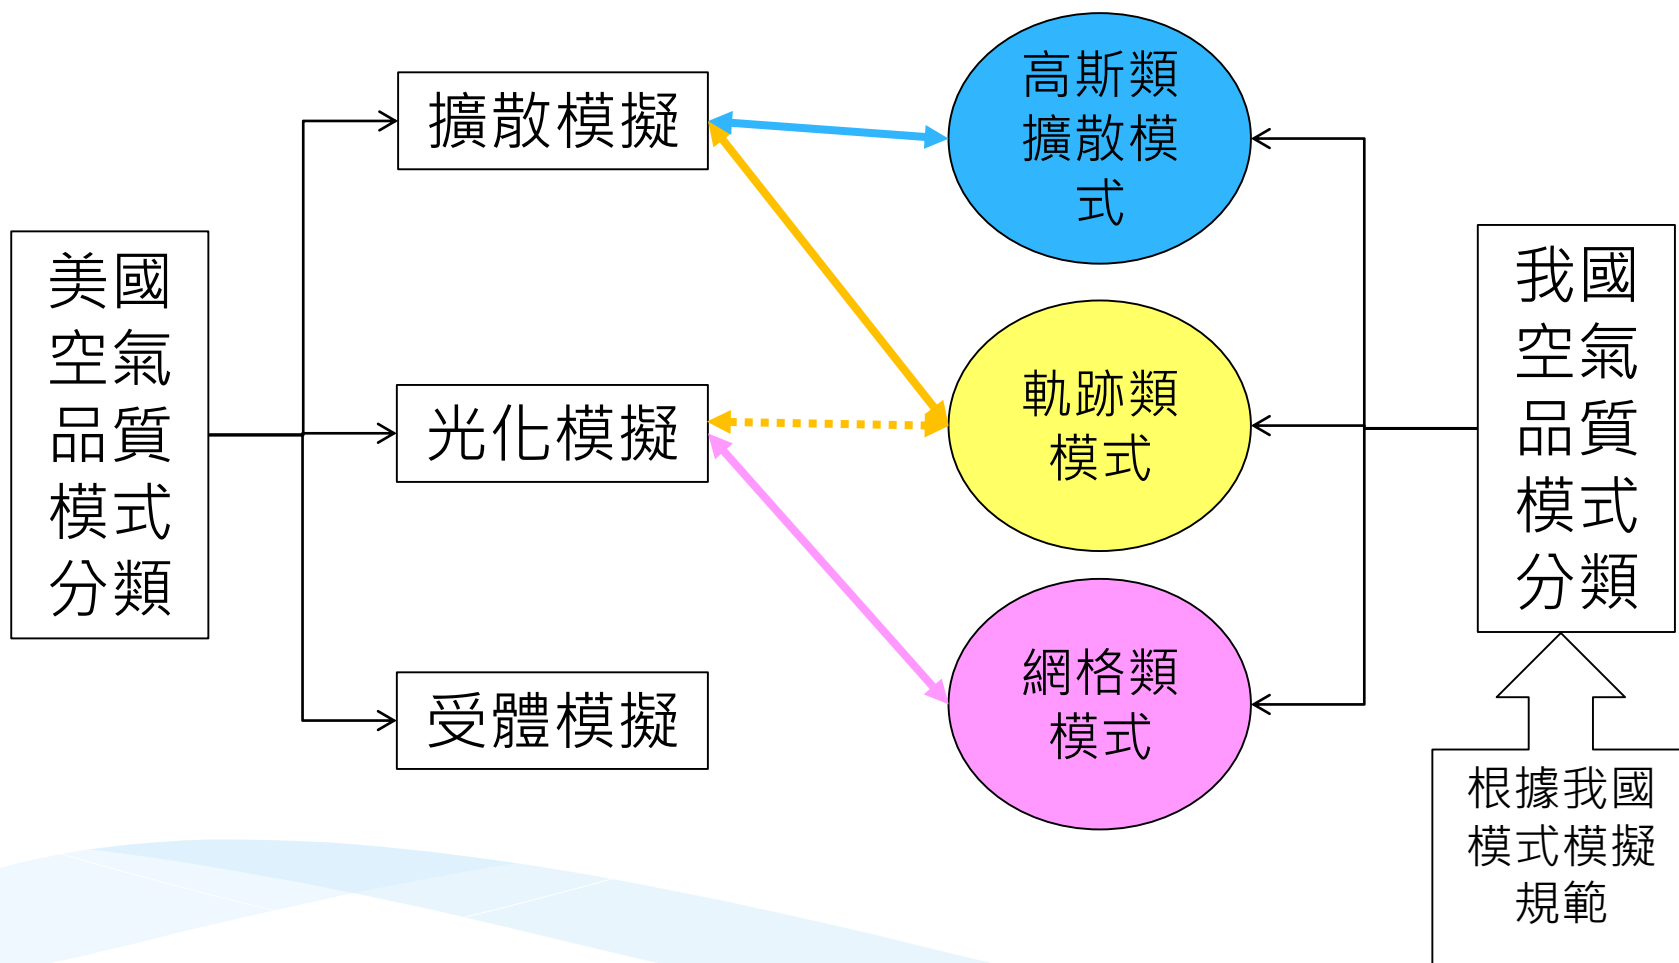 美國
空氣
品質
模式
分類
擴散模擬
光化模擬
受體模擬
高斯類
擴散模
式
軌跡類
模式
網格類
模式
我國
空氣
品質
模式
分類
根據我國
模式模擬
規範